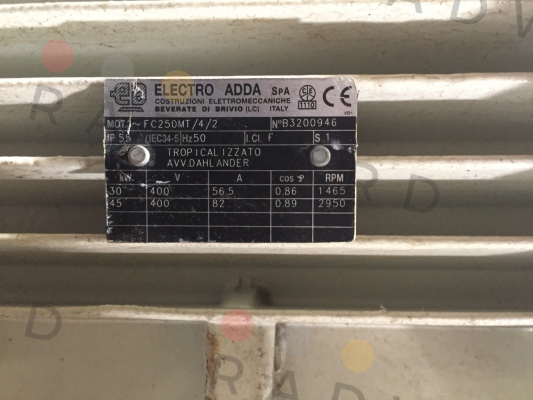 ELECTRO ADDA SpA
COSTRUZIONI ELETTROMECCANICHE
BEVERATE DI BRIVIO (LC) ITALY
CE
MOT. 3~ FC250MT/4/2 N°B3200946
IP 55 (IEC34-5) Hz50 I.Cl. F S 1
TROPICALIZZATO
AVV.DAHLANDER
kW. V A cos φ RPM
30 400 56,5 0.86 1465
45 400 82 0.89 2950